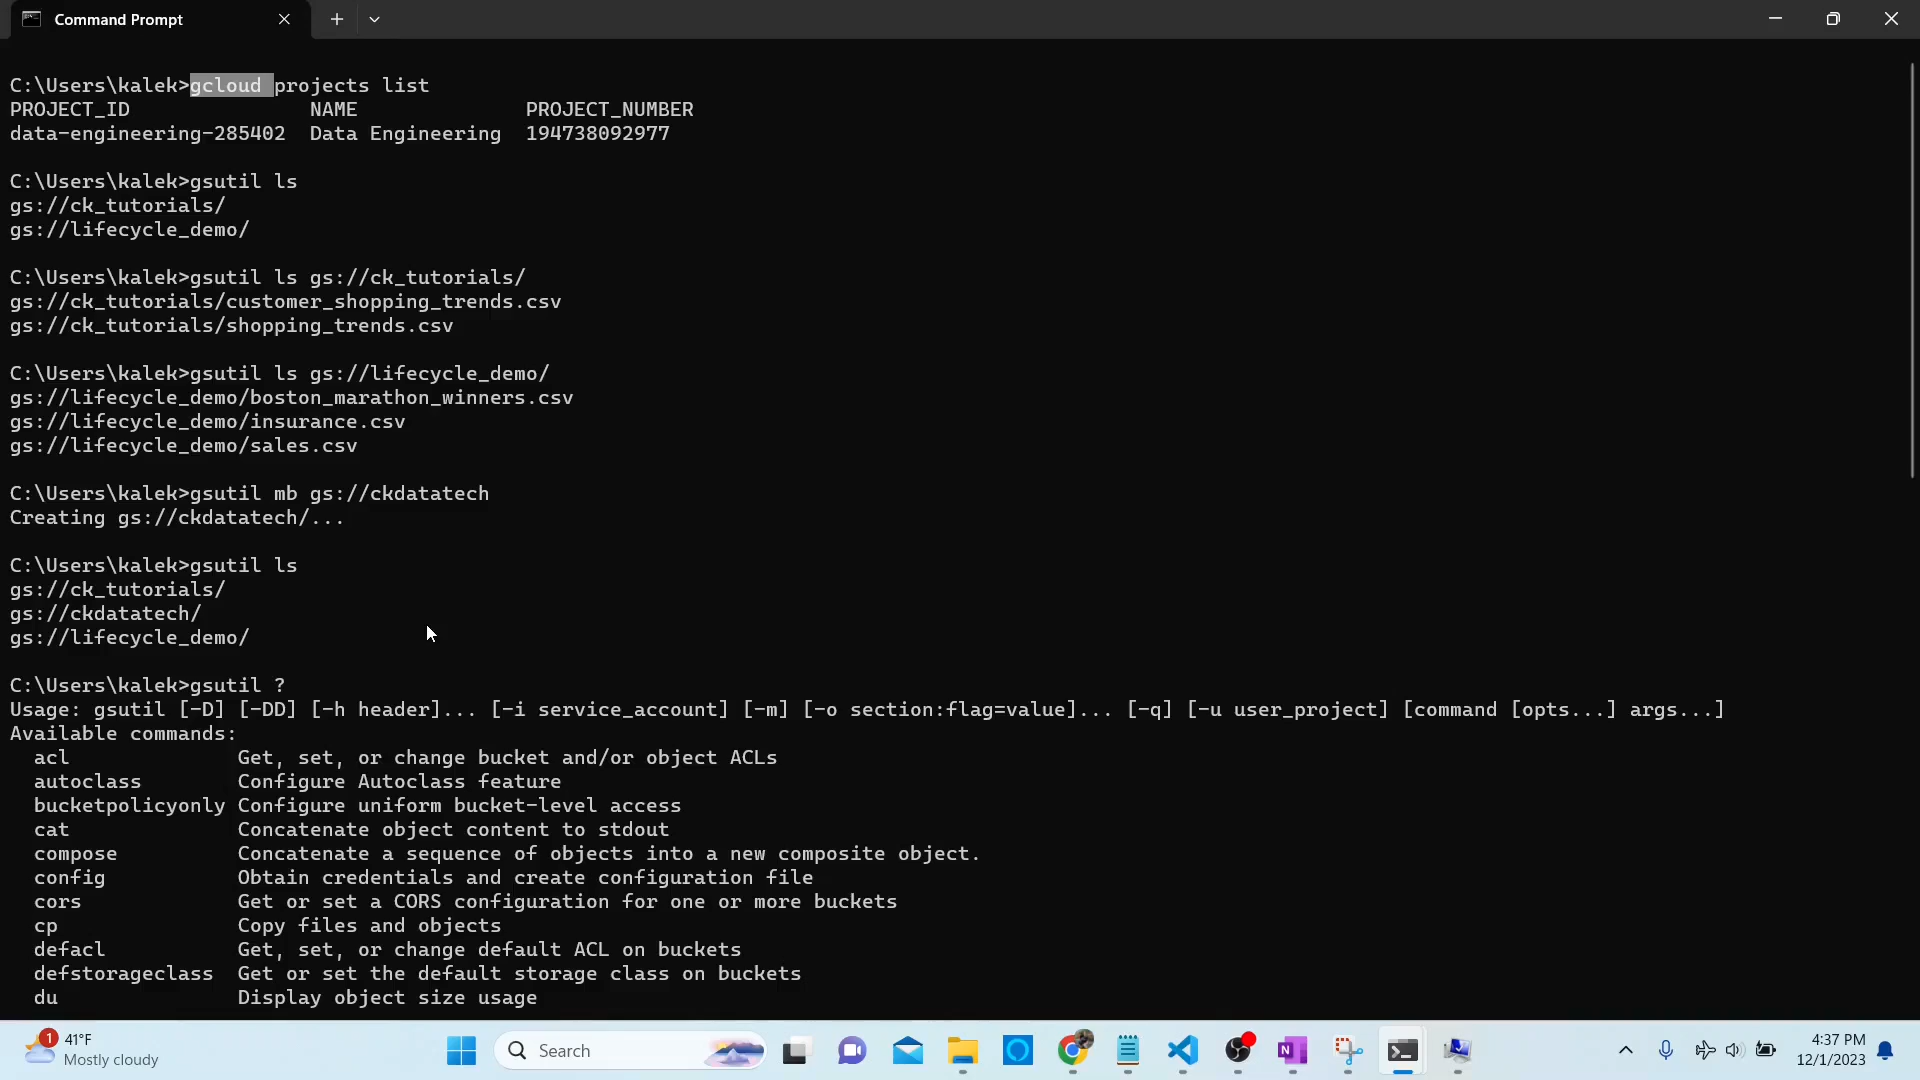 Command Prompt
C:\Users\kalek>gcloud projects list
PROJECT_ID NAME PROJECT_NUMBER
data-engineering-285402 Data Engineering 194738092977
C:\Users\kalek>gsutil ls
gs://ck_tutorials/
gs://lifecycle_demo/
C:\Users\kalek>gsutil ls gs://ck_tutorials/
gs://ck_tutorials/customer_shopping_trends.csv
gs://ck_tutorials/shopping_trends.csv
C:\Users\kalek>gsutil ls gs://lifecycle_demo/
gs://lifecycle_demo/boston_marathon_winners.csv
gs://lifecycle_demo/insurance.csv
gs://lifecycle_demo/sales.csv
C:\Users\kalek>gsutil mb gs://ckdatatech
Creating gs://ckdatatech/...
C:\Users\kalek>gsutil ls
gs://ck_tutorials/
gs://ckdatatech/
gs://lifecycle_demo/
C:\Users\kalek>gsutil ?
Usage: gsutil [-D] [-DD] [-h header]... [-i service_account] [-m] [-o section:flag=value]... [-q] [-u user_project] [command [opts...] args...]
Available commands:
acl Get, set, or change bucket and/or object ACLs
autoclass Configure Autoclass feature
bucketpolicyonly Configure uniform bucket-level access
cat Concatenate object content to stdout
compose Concatenate a sequence of objects into a new composite object.
config Obtain credentials and create configuration file
cors Get or set a CORS configuration for one or more buckets
cp Copy files and objects
defacl Get, set, or change default ACL on buckets
defstorageclass Get or set the default storage class on buckets
du Display object size usage
1
41°F
Mostly cloudy
Search
N
4:37 PM
12/1/2023